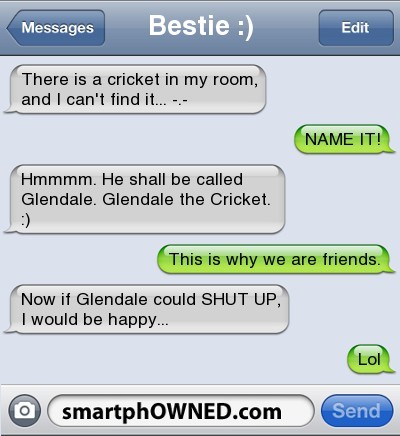 Messages
Bestie :)
Edit
There is a cricket in my room,
and I can't find it... -.-
NAME IT!
Hmmmm. He shall be called
Glendale. Glendale the Cricket.
:)
This is why we are friends.
Now if Glendale could SHUT UP,
I would be happy...
Lol
smartphOWNED.com
Send